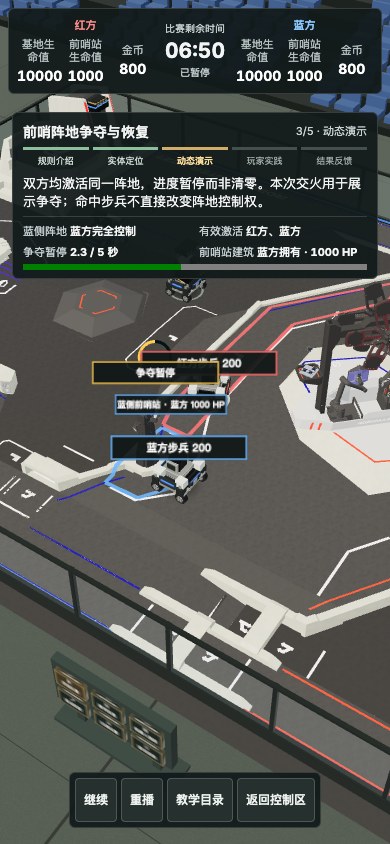 红方
比赛剩余时间
蓝方
基地生命值
前哨站生命值
金币
06:50
基地生命值
前哨站生命值
金币
10000
1000
800
已暂停
10000
1000
800
前哨阵地争夺与恢复
3/5 · 动态演示
规则介绍
实体定位
动态演示
玩家实践
结果反馈
双方均激活同一阵地，进度暂停而非清零。本次交火用于展
示争夺；命中步兵不直接改变阵地控制权。
蓝侧阵地 蓝方完全控制
有效激活 红方、蓝方
争夺暂停 2.3 / 5 秒
前哨站建筑 蓝方拥有 · 1000 HP
红方步兵 200
争夺暂停
蓝侧前哨站 · 蓝方 1000 HP
蓝方步兵 200
继续
重播
教学目录
返回控制区